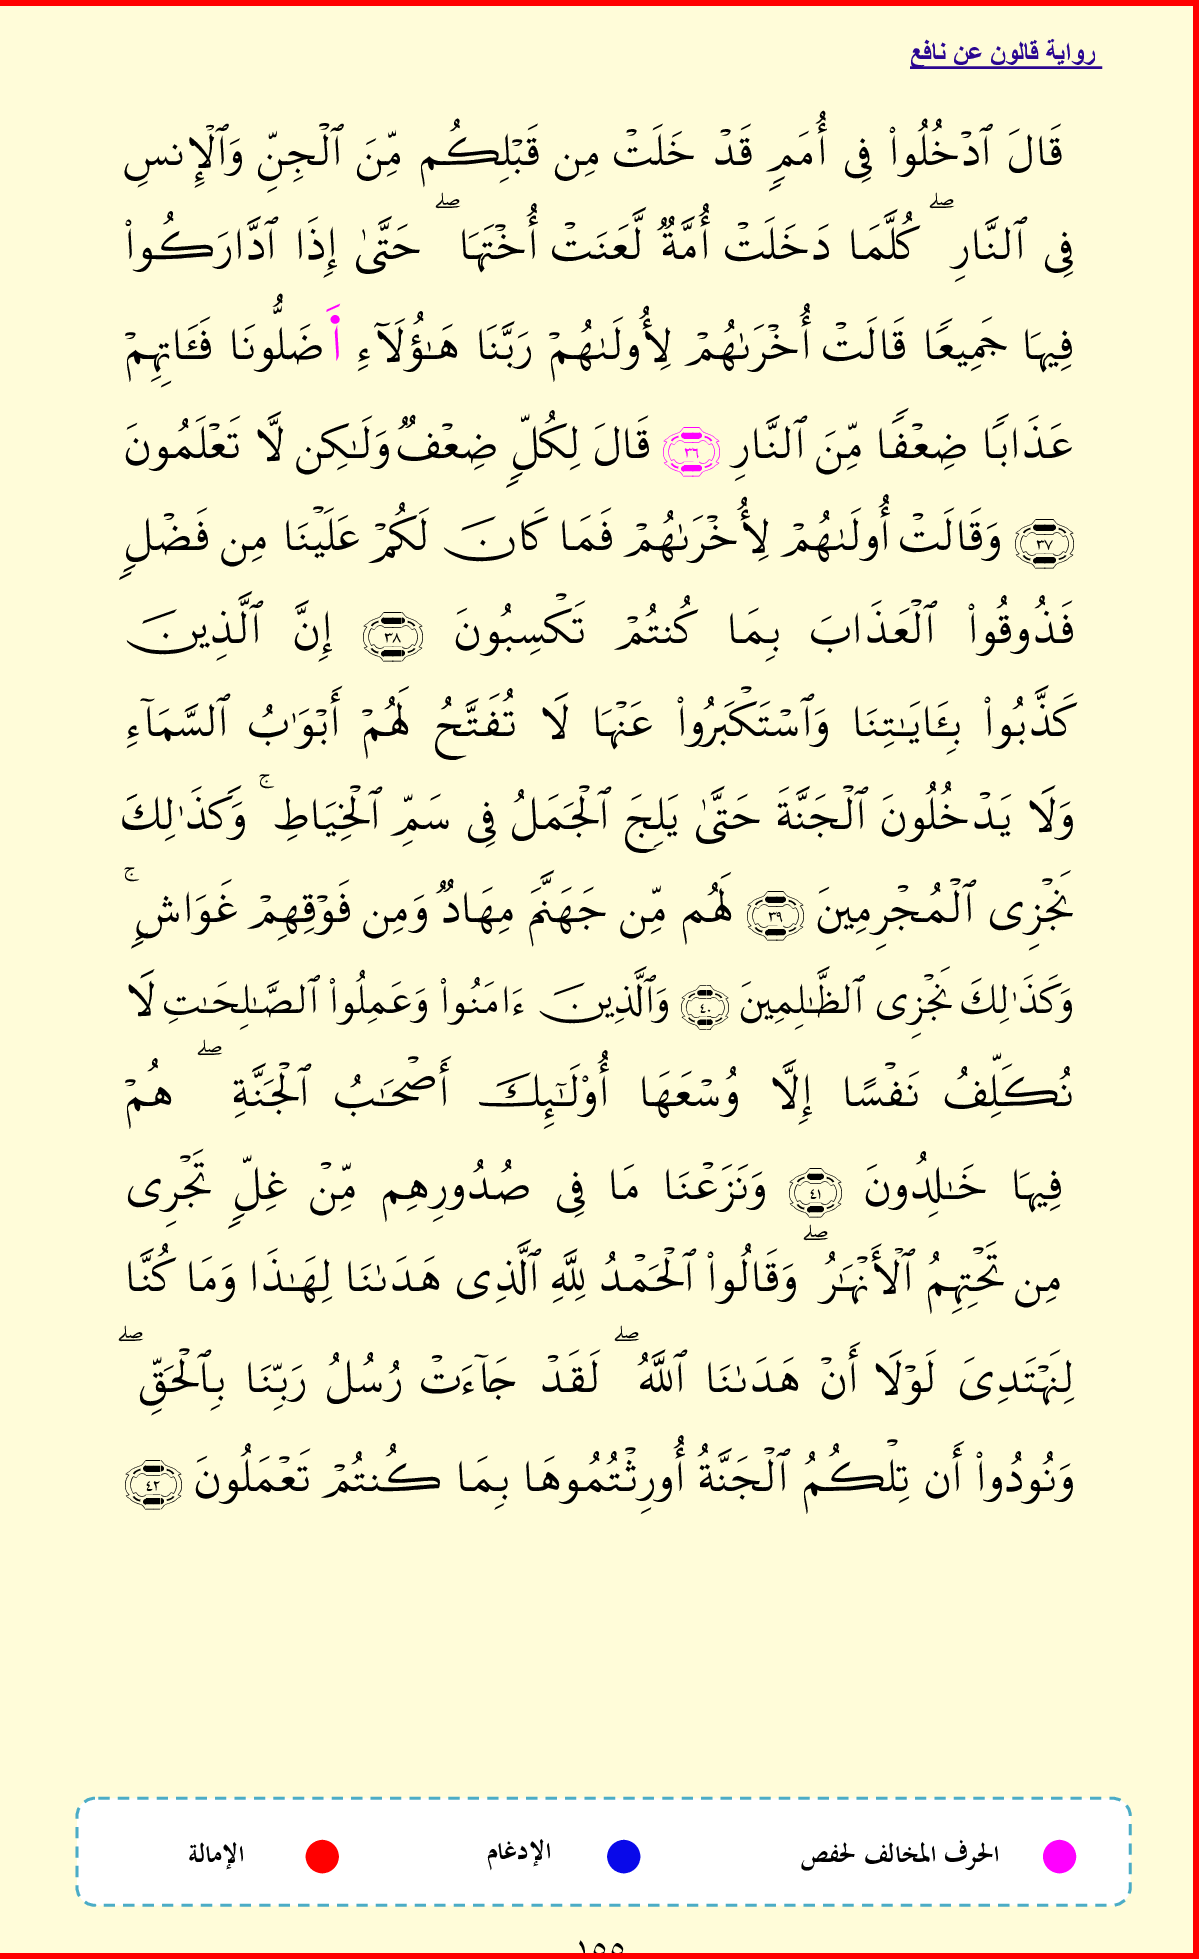 رواية قالون عن نافع
قَالَ ٱدۡخُلُواْ فِى أُمَمٖ قَدۡ خَلَتۡ مِن قَبۡلِكُم مِّنَ ٱلۡجِنِّ وَٱلۡإِنسِ
فِى ٱلنَّارِۖ كُلَّمَا دَخَلَتۡ أُمَّةٞ لَّعَنَتۡ أُخۡتَهَاۖ حَتَّىٰ إِذَا ٱدَّارَكُواْ
فِيهَا جَمِيعٗا قَالَتۡ أُخۡرَىٰهُمۡ لِأُولَىٰهُمۡ رَبَّنَا هَـٰؤُلَآءِ أَ۬ضَلُّونَا فَـَٔاتِهِمۡ
عَذَابٗا ضِعۡفٗا مِّنَ ٱلنَّارِ ٣٦ قَالَ لِكُلّٖ ضِعۡفٞ وَلَـٰكِن لَّا تَعۡلَمُونَ
٣٧ وَقَالَتۡ أُولَىٰهُمۡ لِأُخۡرَىٰهُمۡ فَمَا كَانَ لَكُمۡ عَلَيۡنَا مِن فَضۡلٖ
فَذُوقُواْ ٱلۡعَذَابَ بِمَا كُنتُمۡ تَكۡسِبُونَ ٣٨ إِنَّ ٱلَّذِينَ
كَذَّبُواْ بِـَٔايَـٰتِنَا وَٱسۡتَكۡبَرُواْ عَنۡهَا لَا تُفَتَّحُ لَهُمۡ أَبۡوَٰبُ ٱلسَّمَآءِ
وَلَا يَدۡخُلُونَ ٱلۡجَنَّةَ حَتَّىٰ يَلِجَ ٱلۡجَمَلُ فِى سَمِّ ٱلۡخِيَاطِۚ وَكَذَٰلِكَ
نَجۡزِى ٱلۡمُجۡرِمِينَ ٣٩ لَهُم مِّن جَهَنَّمَ مِهَادٞ وَمِن فَوۡقِهِمۡ غَوَاشٖۚ
وَكَذَٰلِكَ نَجۡزِى ٱلظَّـٰلِمِينَ ٤٠ وَٱلَّذِينَ ءَامَنُواْ وَعَمِلُواْ ٱلصَّـٰلِحَـٰتِ لَا
نُكَلِّفُ نَفۡسًا إِلَّا وُسۡعَهَا أُوْلَـٰٓئِكَ أَصۡحَـٰبُ ٱلۡجَنَّةِۖ هُمۡ
فِيهَا خَـٰلِدُونَ ٤١ وَنَزَعۡنَا مَا فِى صُدُورِهِم مِّنۡ غِلّٖ تَجۡرِى
مِن تَحۡتِهِمُ ٱلۡأَنۡهَـٰرُۖ وَقَالُواْ ٱلۡحَمۡدُ لِلَّهِ ٱلَّذِى هَدَىٰنَا لِهَـٰذَا وَمَا كُنَّا
لِنَهۡتَدِىَ لَوۡلَا أَنۡ هَدَىٰنَا ٱللَّهُۖ لَقَدۡ جَآءَتۡ رُسُلُ رَبِّنَا بِٱلۡحَقِّۖ
وَنُودُواْ أَن تِلۡكُمُ ٱلۡجَنَّةُ أُورِثۡتُمُوهَا بِمَا كُنتُمۡ تَعۡمَلُونَ ٤٢
الحرف المخالف لحفص الإدغام الإمالة
١٥٥